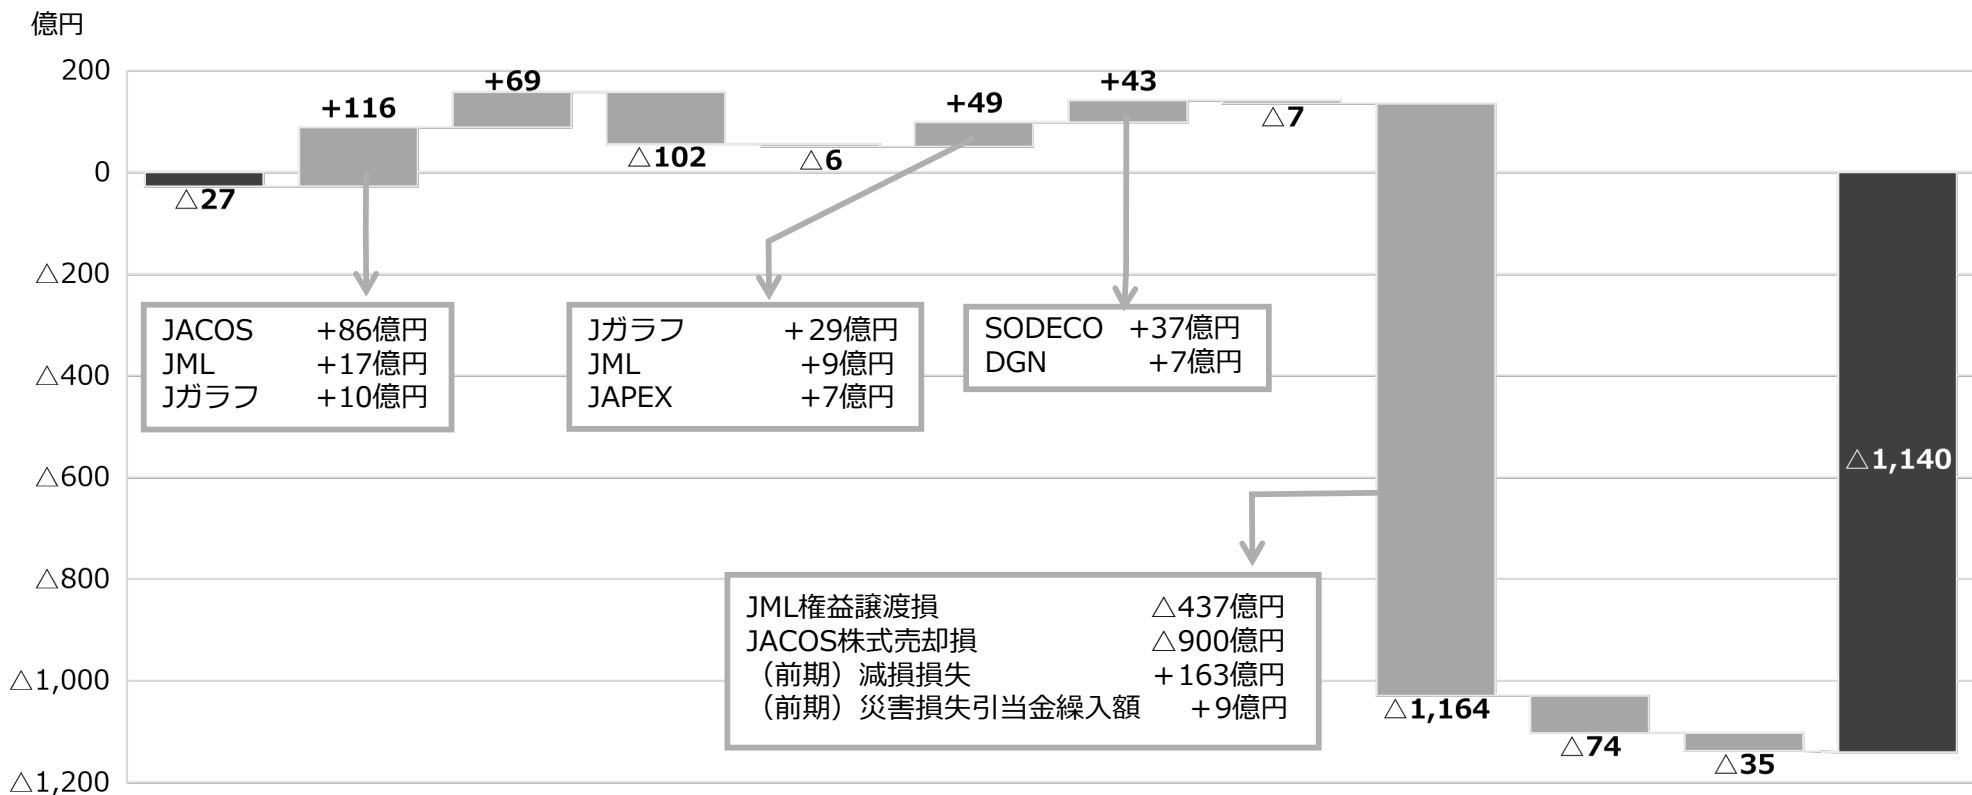 億円
200
0
△200
△400
△600
△800
△1,000
△1,200
△27
+116
+69
△102
△6
+49
+43
△7
△1,164
△74
△35
△1,140
JACOS +86億円
JML +17億円
Jガラフ +10億円
Jガラフ +29億円
JML +9億円
JAPEX +7億円
SODECO +37億円
DGN +7億円
JML権益譲渡損 △437億円
JACOS株式売却損 △900億円
（前期）減損損失 +163億円
（前期）災害損失引当金繰入額 +9億円